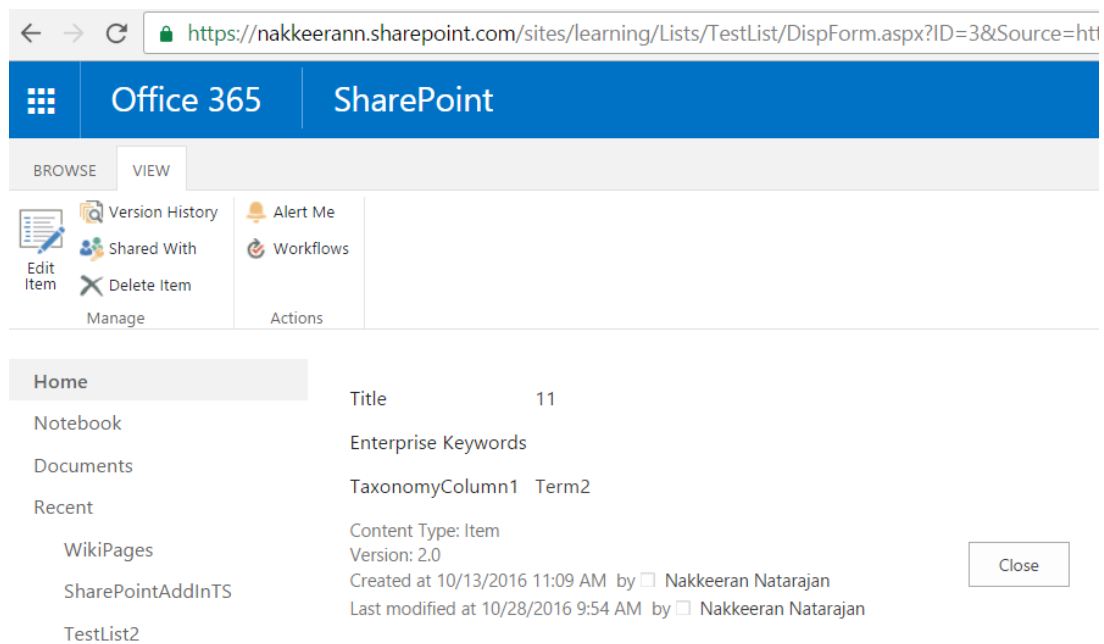 https://nakkeerann.sharepoint.com/sites/learning/Lists/TestList/DispForm.aspx?ID=3&Source=htt
Office 365 SharePoint
BROWSE VIEW
Version History Alert Me
Shared With Workflows
Edit
Item
Delete Item
Manage Actions
Home
Title 11
Notebook
Enterprise Keywords
Documents
TaxonomyColumn1 Term2
Recent
Content Type: Item
WikiPages
Version: 2.0
Close
Created at 10/13/2016 11:09 AM by Nakkeeran Natarajan
SharePointAddInTS
Last modified at 10/28/2016 9:54 AM by Nakkeeran Natarajan
TestList2